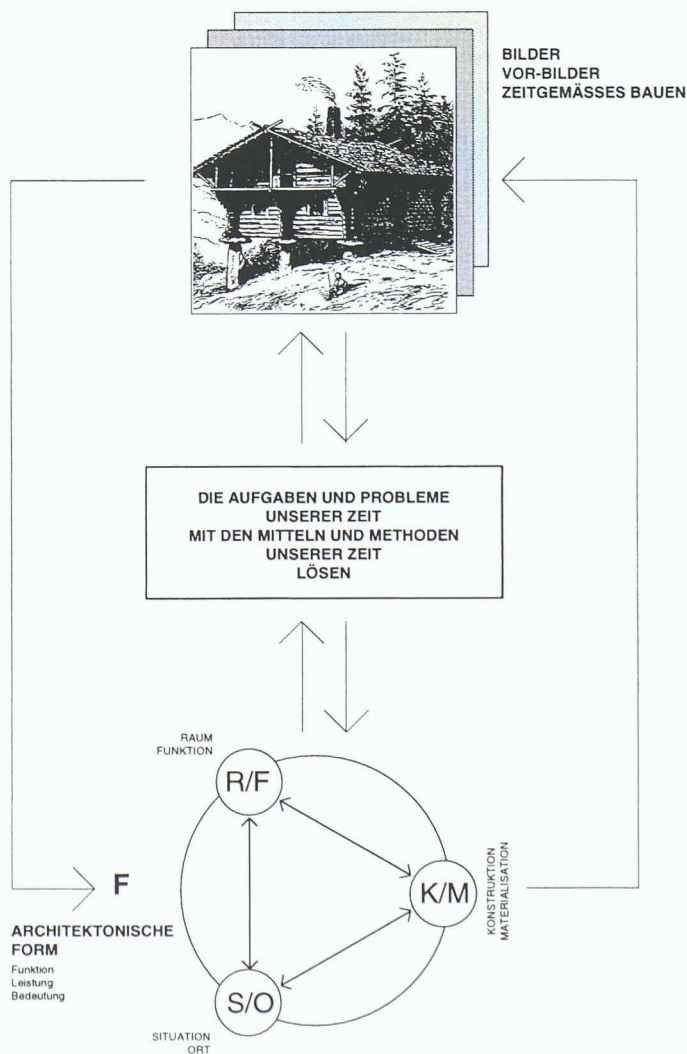 BILDER
VOR-BILDER
ZEITGEMÄSSES BAUEN
DIE AUFGABEN UND PROBLEME
UNSERER ZEIT
MIT DEN MITTELN UND METHODEN
UNSERER ZEIT
LÖSEN
RAUM
FUNKTION
R/F
F
K/M
KONSTRUKTION
MATERIALISATION
ARCHITEKTONISCHE
FORM
Funktion
Leistung
Bedeutung
S/O
SITUATION
ORT